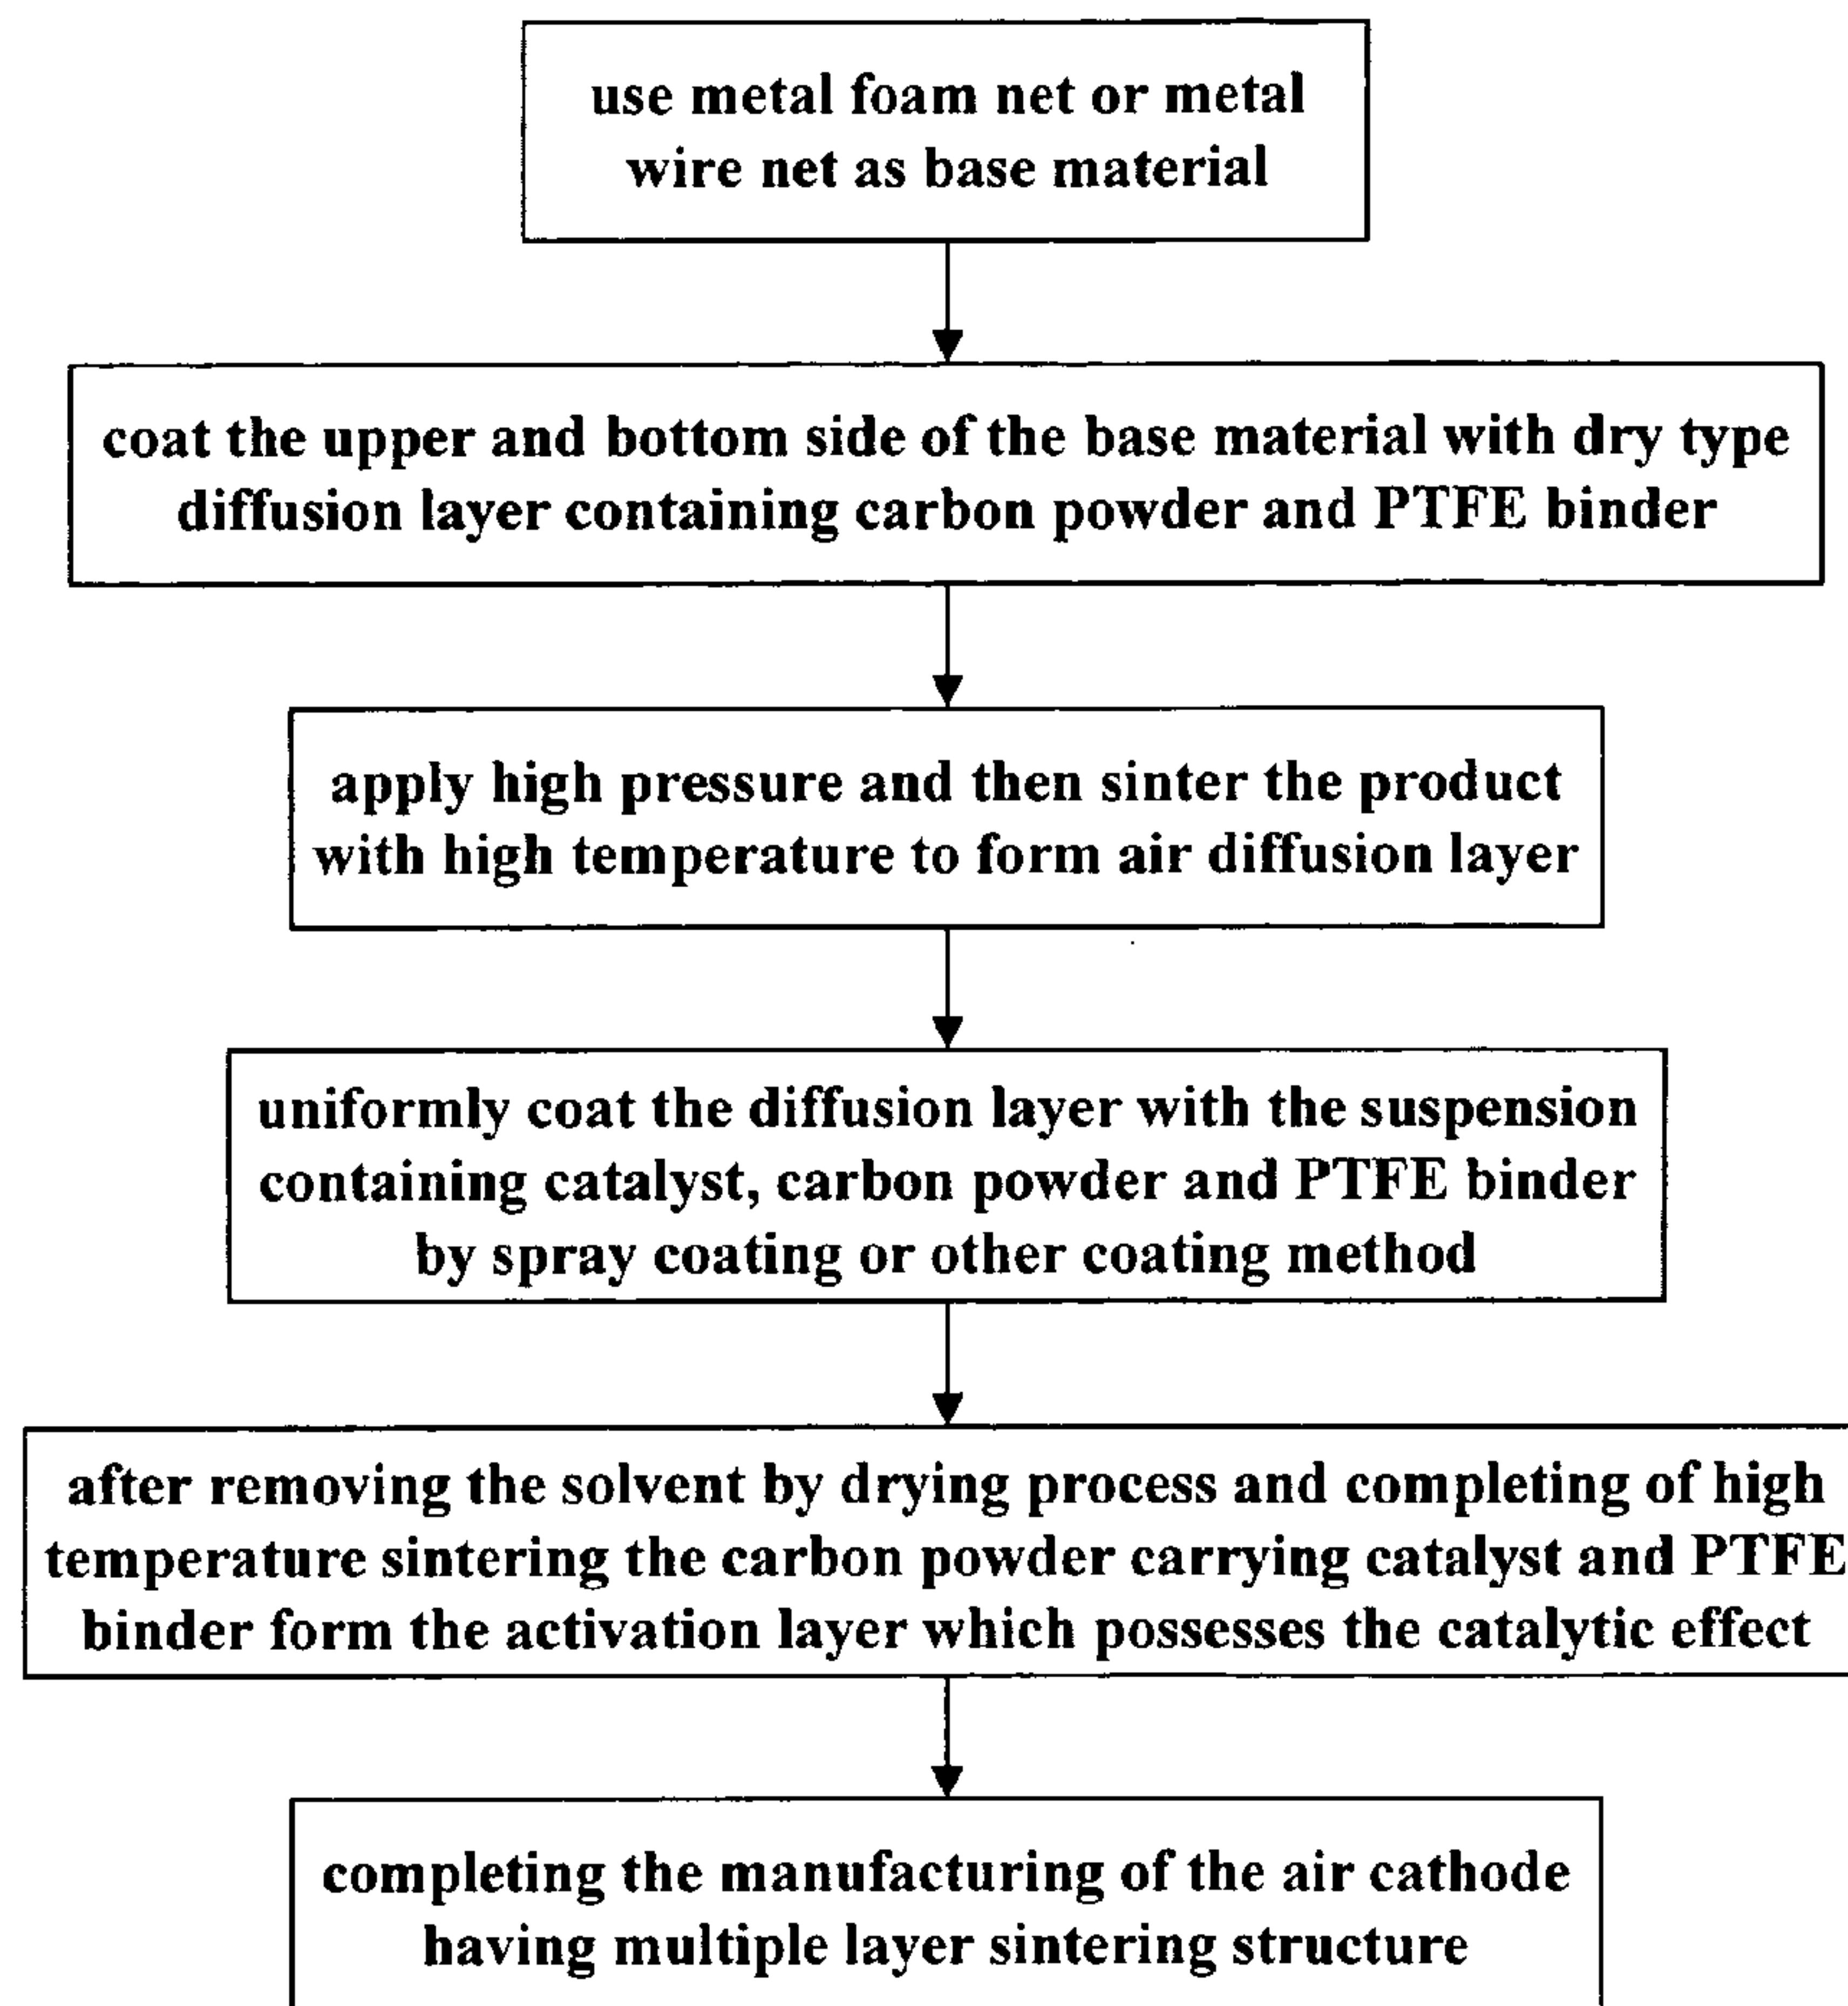 use metal foam net or metal
wire net as base material
coat the upper and bottom side of the base material with dry type
diffusion layer containing carbon powder and PTFE binder
apply high pressure and then sinter the product
with high temperature to form air diffusion layer
uniformly coat the diffusion layer with the suspension
containing catalyst, carbon powder and PTFE binder
by spray coating or other coating method
after removing the solvent by drying process and completing of high
temperature sintering the carbon powder carrying catalyst and PTFE
binder form the activation layer which possesses the catalytic effect
completing the manufacturing of the air cathode
having multiple layer sintering structure